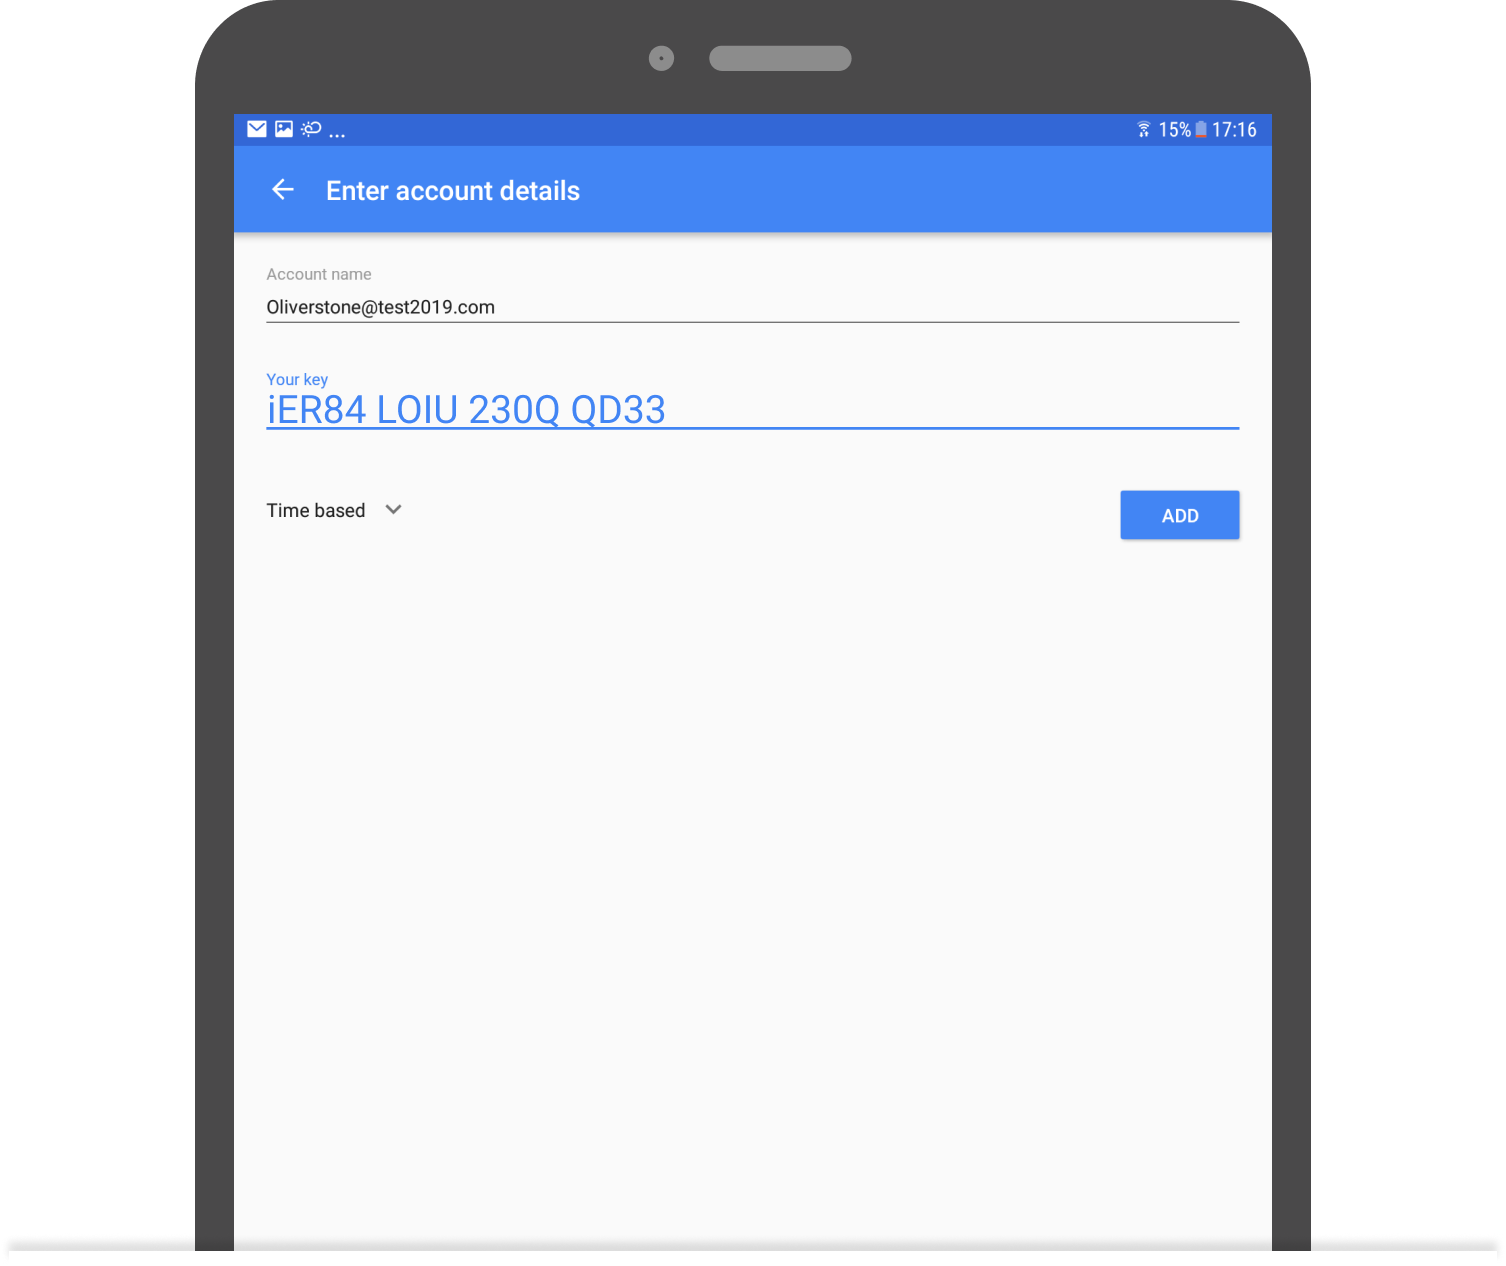 ... 15% 17:16
Enter account details
Account name
Oliverstone@test2019.com
Your key
iER84 LOIU 230Q QD33
Time based
ADD